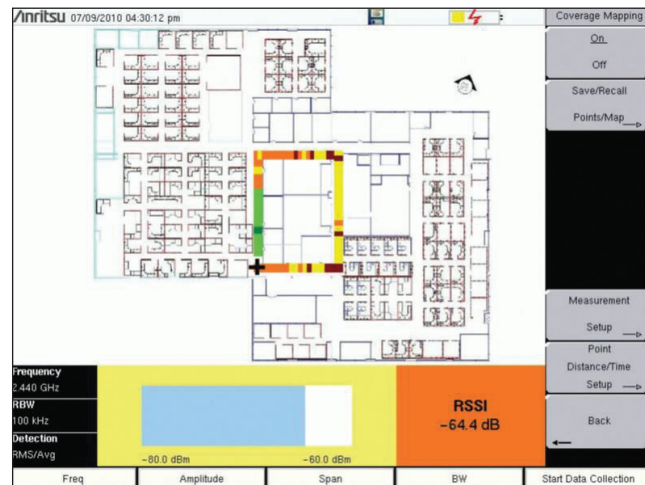 Anritsu 07/09/2010 04:30:12 pm
Coverage Mapping
On
Off
Save/Recall
Points/Map
Measurement
Setup
Point
Distance/Time
Setup
Back
Frequency
2.440 GHz
RBW
100 kHz
Detection
RMS/Avg
-80.0 dBm
-60.0 dBm
RSSI
-64.4 dB
Freq
Amplitude
Span
BW
Start Data Collection